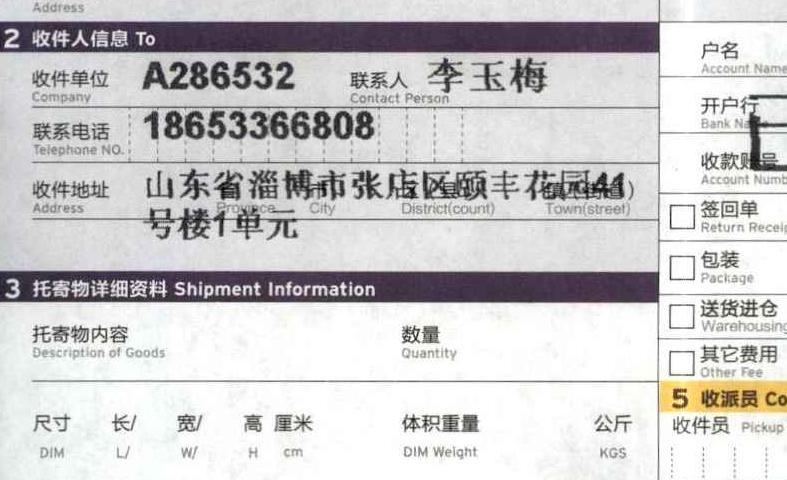 Address
2 收件人信息 To
收件单位 A286532 联系人 李玉梅
Company Contact Person
联系电话 18653366808
Telephone NO.
收件地址 山东省淄博市张店区颐丰花园41
Address Province City District(count) Town(street)
号楼1单元
3 托寄物详细资料 Shipment Information
托寄物内容 数量
Description of Goods Quantity
尺寸 长/ 宽/ 高 厘米 体积重量 公斤
DIM L/ W/ H cm DIM Weight KGS
户名
Account Name
开户行
Bank
收款账号
Account Numb
签回单
Return Receip
包装
Package
送货进仓
Warehousing
其它费用
Other Fee
5 收派员 Co
收件员 Pickup